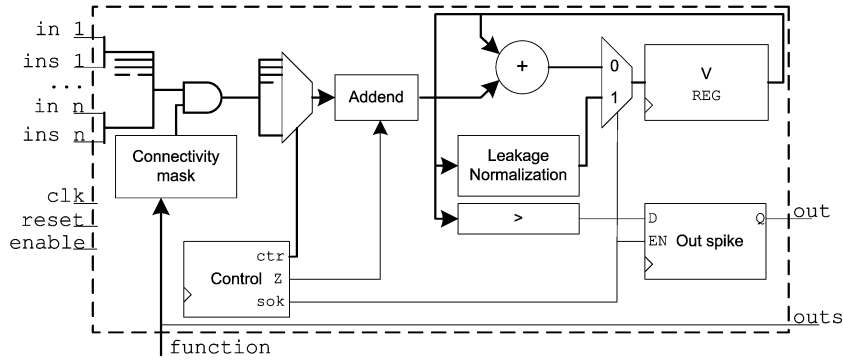 in 1
ins 1
...
in n
ins n
clk
reset
enable
Connectivity
mask
Control
ctr
Z
sok
Addend
+
0
1
V
REG
Leakage
Normalization
>
D
EN
Q
Out spike
out
outs
function